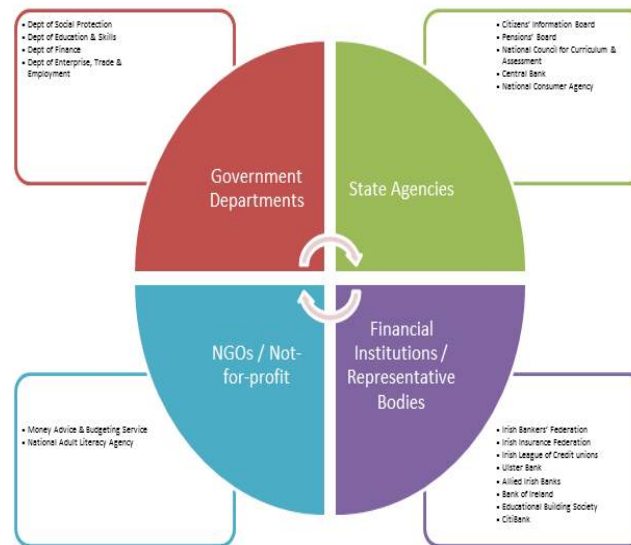 Dept of Social Protection
Dept of Education & Skills
Dept of Finance
Dept of Enterprise, Trade &
Employment
Citizens' Information Board
Pensions' Board
National Council for Curriculum &
Assessment
Central Bank
National Consumer Agency
Government
Departments
State Agencies
NGOs / Not-
for-profit
Financial
Institutions /
Representative
Bodies
Money Advice & Budgeting Service
National Adult Literacy Agency
Irish Bankers' Federation
Irish Insurance Federation
Irish League of Credit unions
Ulster Bank
Allied Irish Banks
Bank of Ireland
Educational Building Society
CitiBank